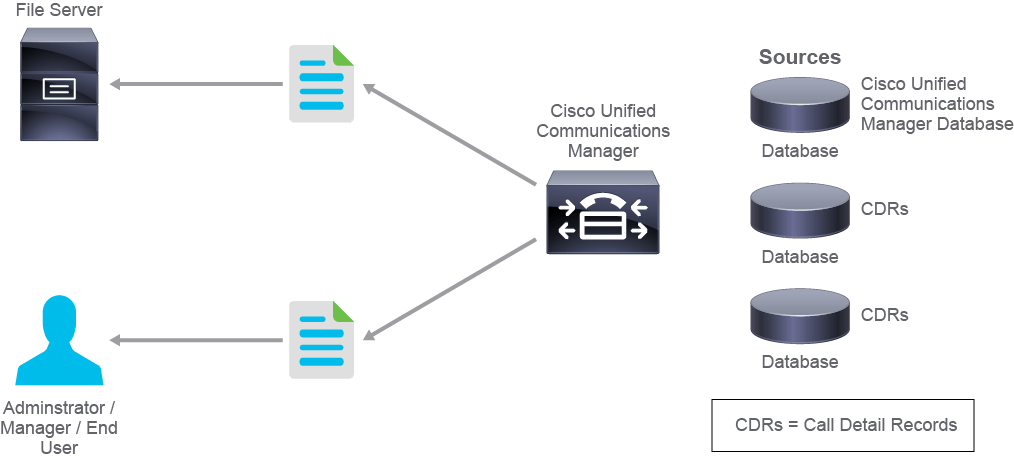 File Server
Cisco Unified
Communications
Manager
Sources
Cisco Unified
Communications
Manager Database
Database
CDRs
Database
CDRs
Database
Adminstrator /
Manager / End
User
CDRs = Call Detail Records